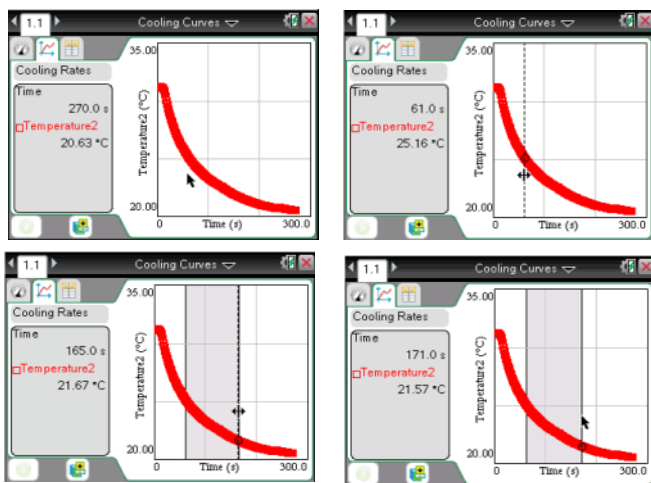 1.1 Cooling Curves
Cooling Rates
Time
270.0 s
Temperature2
20.63 °C
35.00
Temperature2 (°C)
20.00
0 Time (s) 300.0
1.1 Cooling Curves
Cooling Rates
Time
61.0 s
Temperature2
25.16 °C
35.00
Temperature2 (°C)
20.00
0 Time (s) 300.0
1.1 Cooling Curves
Cooling Rates
Time
165.0 s
Temperature2
21.67 °C
35.00
Temperature2 (°C)
20.00
0 Time (s) 300.0
1.1 Cooling Curves
Cooling Rates
Time
171.0 s
Temperature2
21.57 °C
35.00
Temperature2 (°C)
20.00
0 Time (s) 300.0